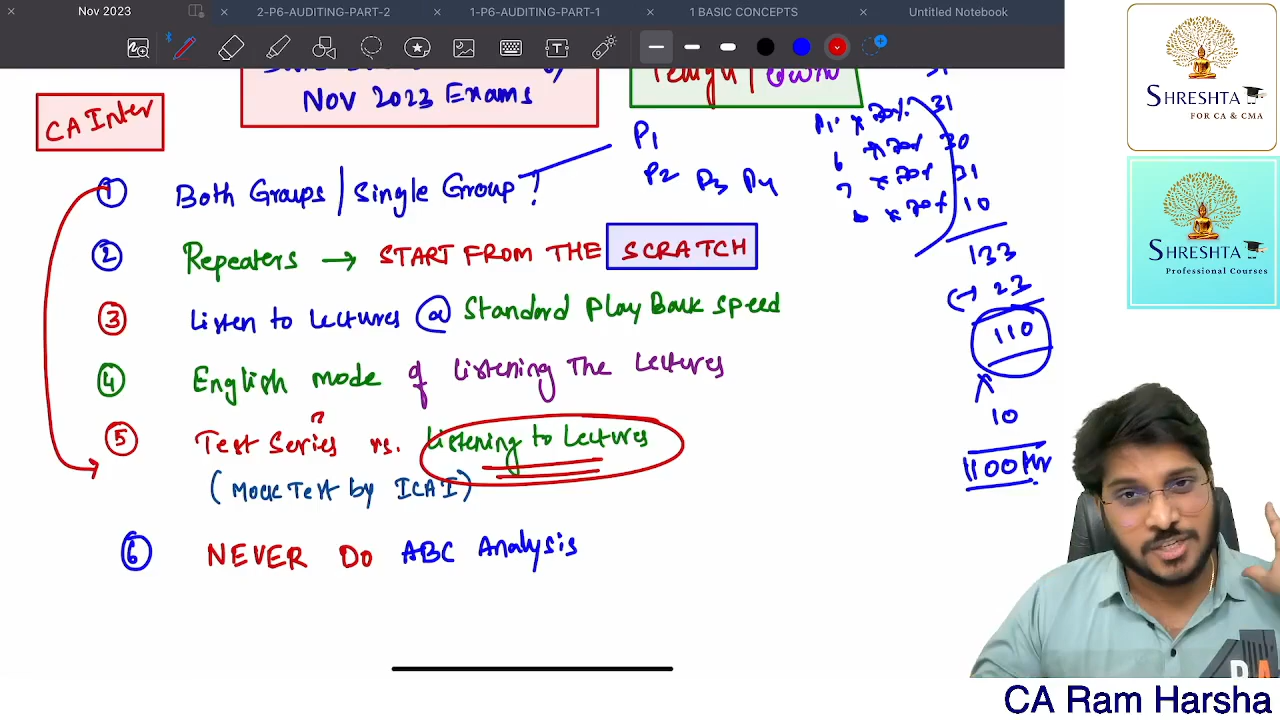 Nov 2023
2-P6-AUDITING-PART-2
1-P6-AUDITING-PART-1
1 BASIC CONCEPTS
Untitled Notebook
Nov 2023 Exams
CA Inter
① Both Groups | Single Group ?
P1
P2 P3 P4
② Repeaters → START FROM THE SCRATCH
③ Listen to Lectures @ Standard Play Back speed
④ English mode of Listening The Lectures
⑤ Test Series vs. Listening to Lectures
(Mock Test by ICAI)
⑥ NEVER DO ABC Analysis
31
30
31
10
133
23
110
10
1100 Hr
SHRESHTA
FOR CA & CMA
SHRESHTA
Professional Courses
CA Ram Harsha